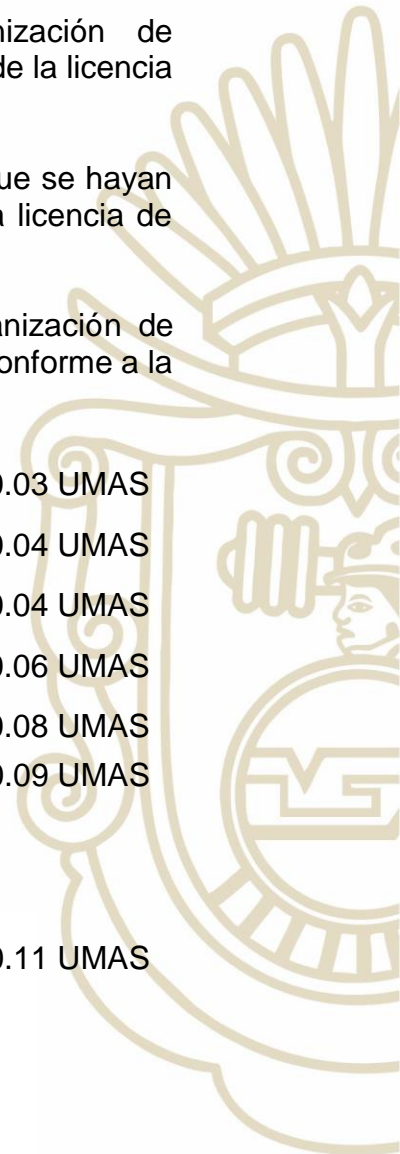 nización de
de la licencia
ue se hayan
a licencia de
anización de
onforme a la
0.03 UMAS
0.04 UMAS
0.04 UMAS
0.06 UMAS
0.08 UMAS
0.09 UMAS
0.11 UMAS